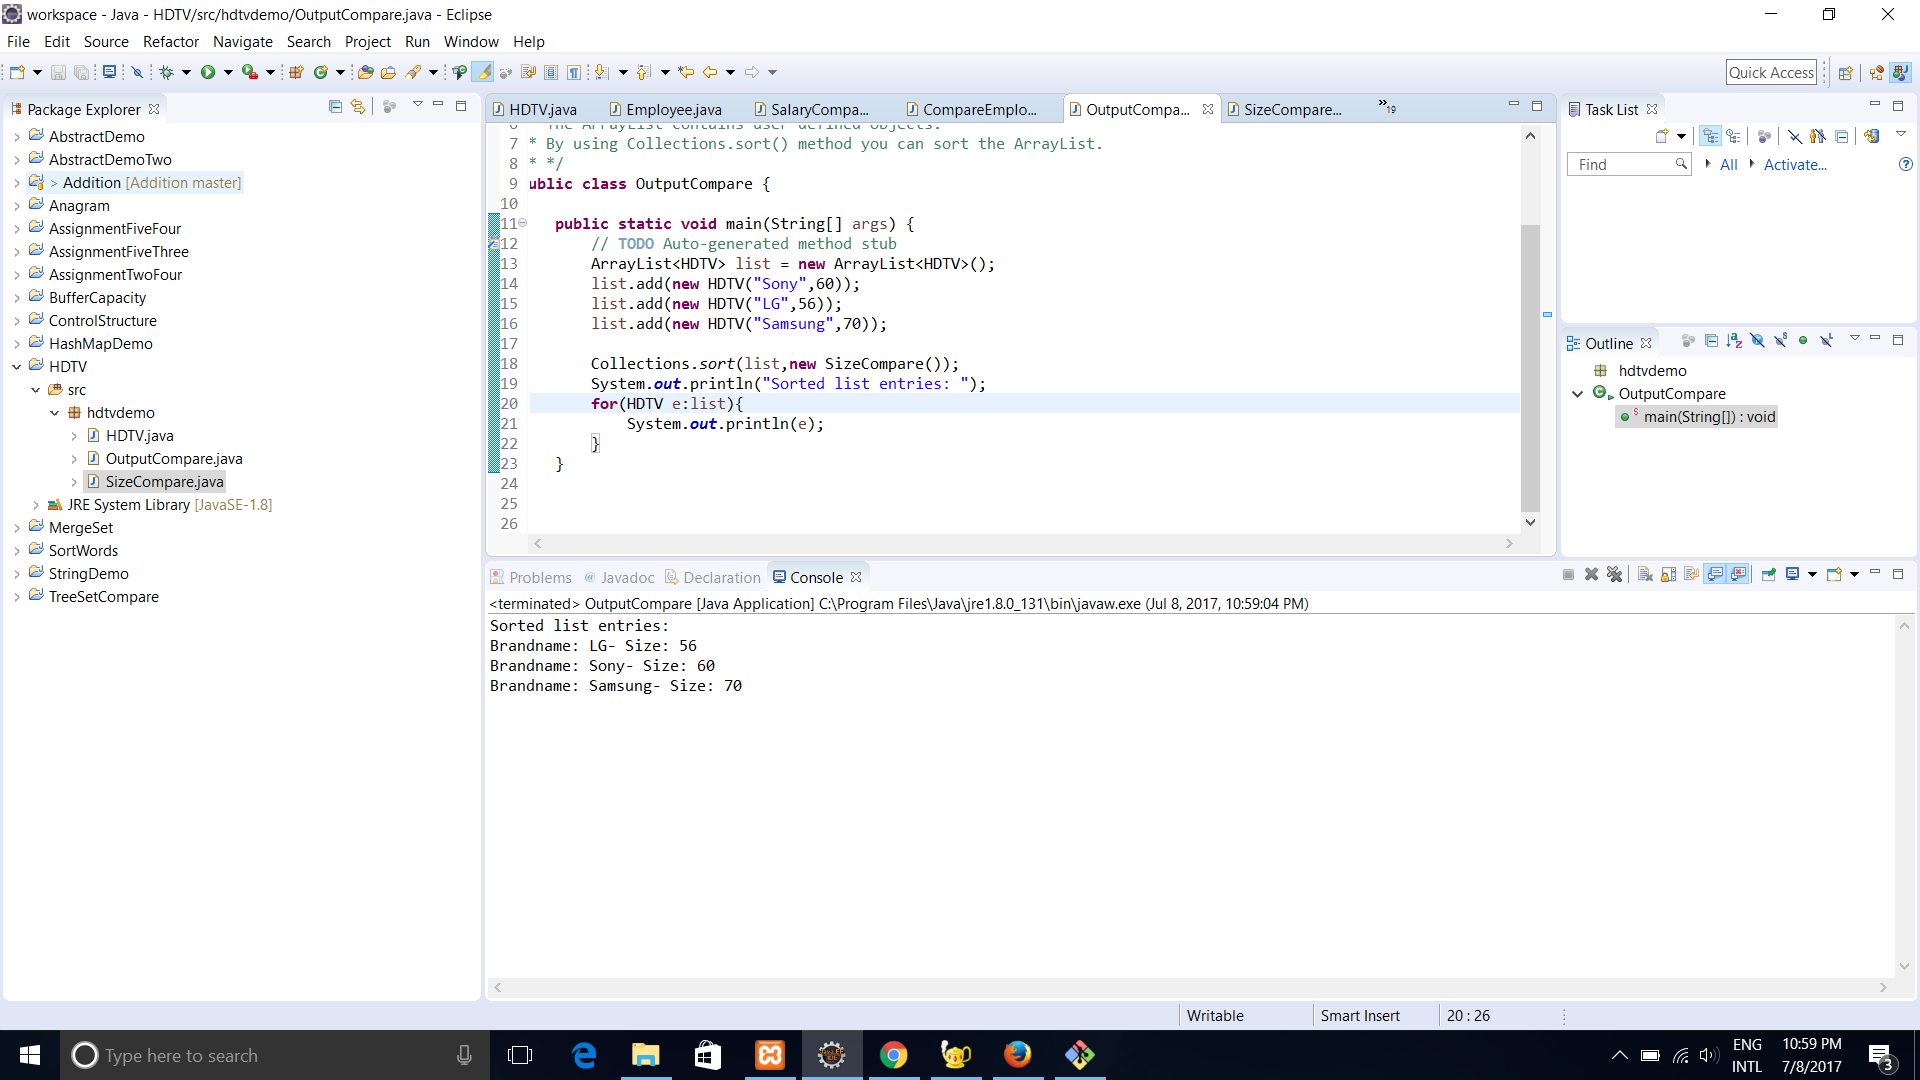 workspace - Java - HDTV/src/hdtvdemo/OutputCompare.java - Eclipse
File Edit Source Refactor Navigate Search Project Run Window Help
Quick Access
Package Explorer
AbstractDemo
AbstractDemoTwo
> Addition [Addition master]
Anagram
AssignmentFiveFour
AssignmentFiveThree
AssignmentTwoFour
BufferCapacity
ControlStructure
HashMapDemo
HDTV
src
hdtvdemo
HDTV.java
OutputCompare.java
SizeCompare.java
JRE System Library [JavaSE-1.8]
MergeSet
SortWords
StringDemo
TreeSetCompare
HDTV.java Employee.java SalaryCompa... CompareEmplo... OutputCompa... SizeCompare... »19
6 The ArrayList contains user defined objects.
7 * By using Collections.sort() method you can sort the ArrayList.
8 * */
9 ublic class OutputCompare {
10
11 public static void main(String[] args) {
12 // TODO Auto-generated method stub
13 ArrayList<HDTV> list = new ArrayList<HDTV>();
14 list.add(new HDTV("Sony",60));
15 list.add(new HDTV("LG",56));
16 list.add(new HDTV("Samsung",70));
17
18 Collections.sort(list,new SizeCompare());
19 System.out.println("Sorted list entries: ");
20 for(HDTV e:list){
21 System.out.println(e);
22 }
23 }
24
25
26
Task List
Find All Activate...
Outline
hdtvdemo
OutputCompare
main(String[]) : void
Problems @ Javadoc Declaration Console
<terminated> OutputCompare [Java Application] C:\Program Files\Java\jre1.8.0_131\bin\javaw.exe (Jul 8, 2017, 10:59:04 PM)
Sorted list entries:
Brandname: LG- Size: 56
Brandname: Sony- Size: 60
Brandname: Samsung- Size: 70
Writable Smart Insert 20 : 26
Type here to search
ENG
INTL
10:59 PM
7/8/2017
3